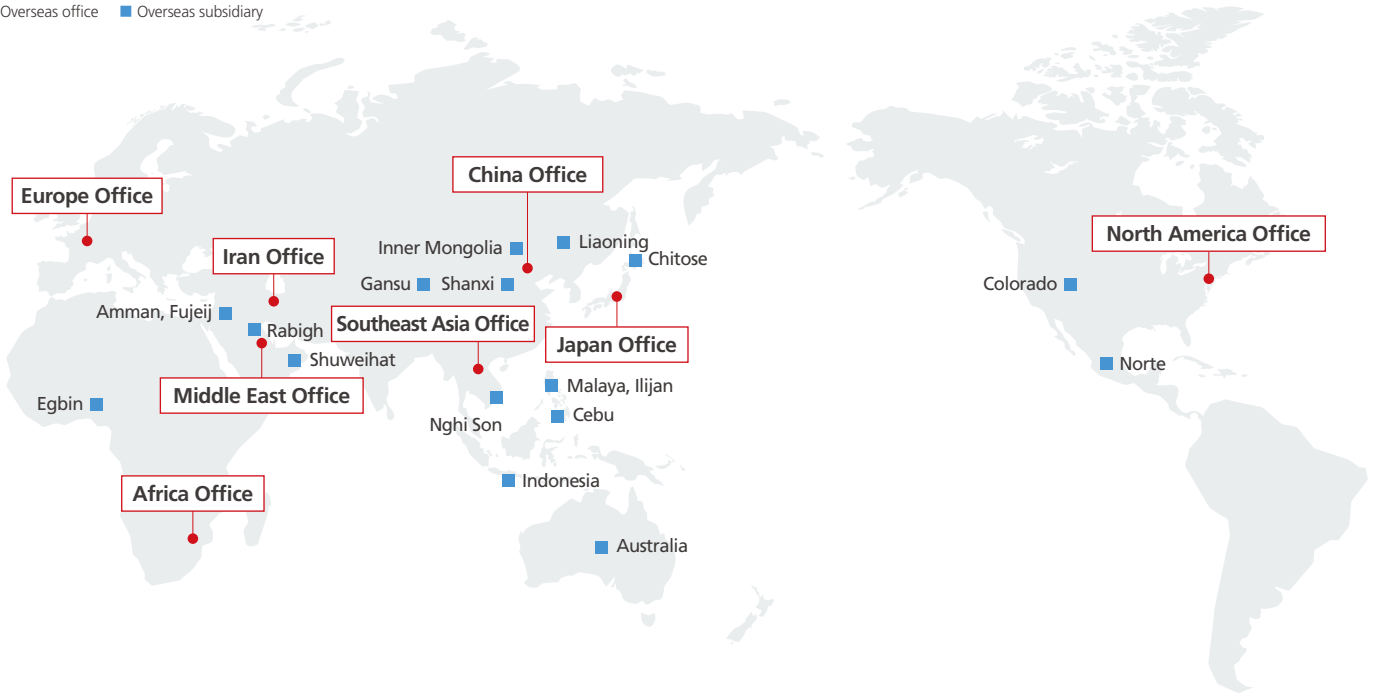 Overseas office Overseas subsidiary
China Office
Europe Office
North America Office
Inner Mongolia
Liaoning
Iran Office
Chitose
Gansu
Shanxi
Colorado
Amman, Fujeij
Rabigh
Southeast Asia Office
Japan Office
Shuweihat
Norte
Middle East Office
Malaya, Ilijan
Egbin
Cebu
Nghi Son
Indonesia
Africa Office
Australia